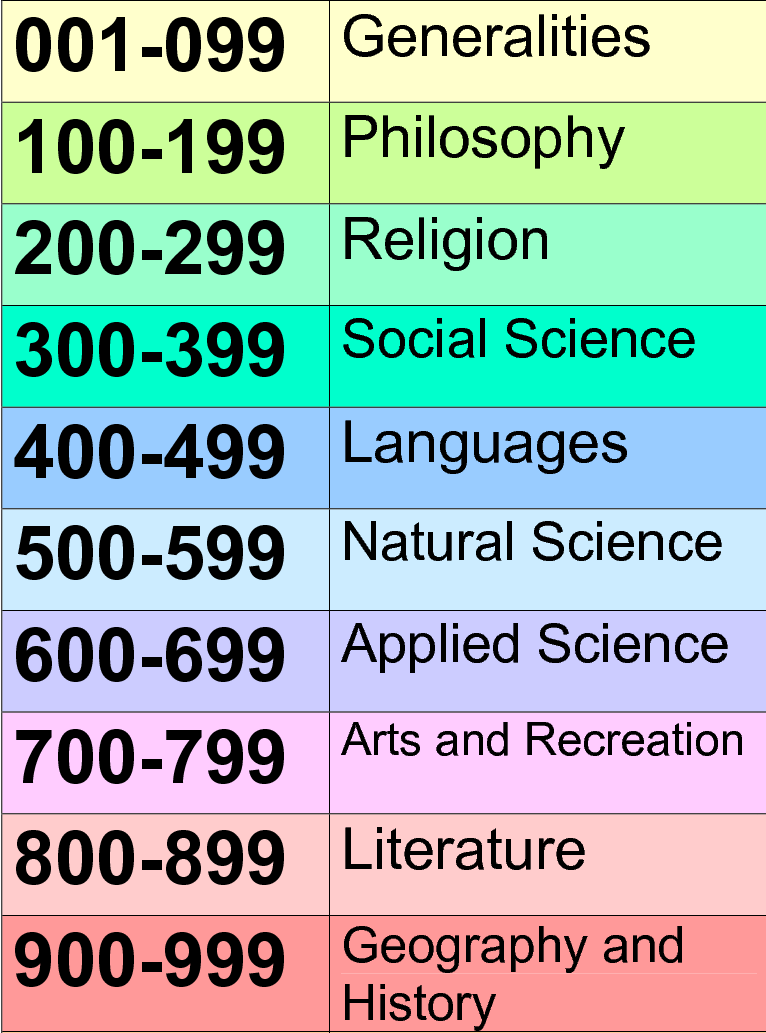 001-099 Generalities
100-199 Philosophy
200-299 Religion
300-399 Social Science
400-499 Languages
500-599 Natural Science
600-699 Applied Science
700-799 Arts and Recreation
800-899 Literature
900-999 Geography and
History